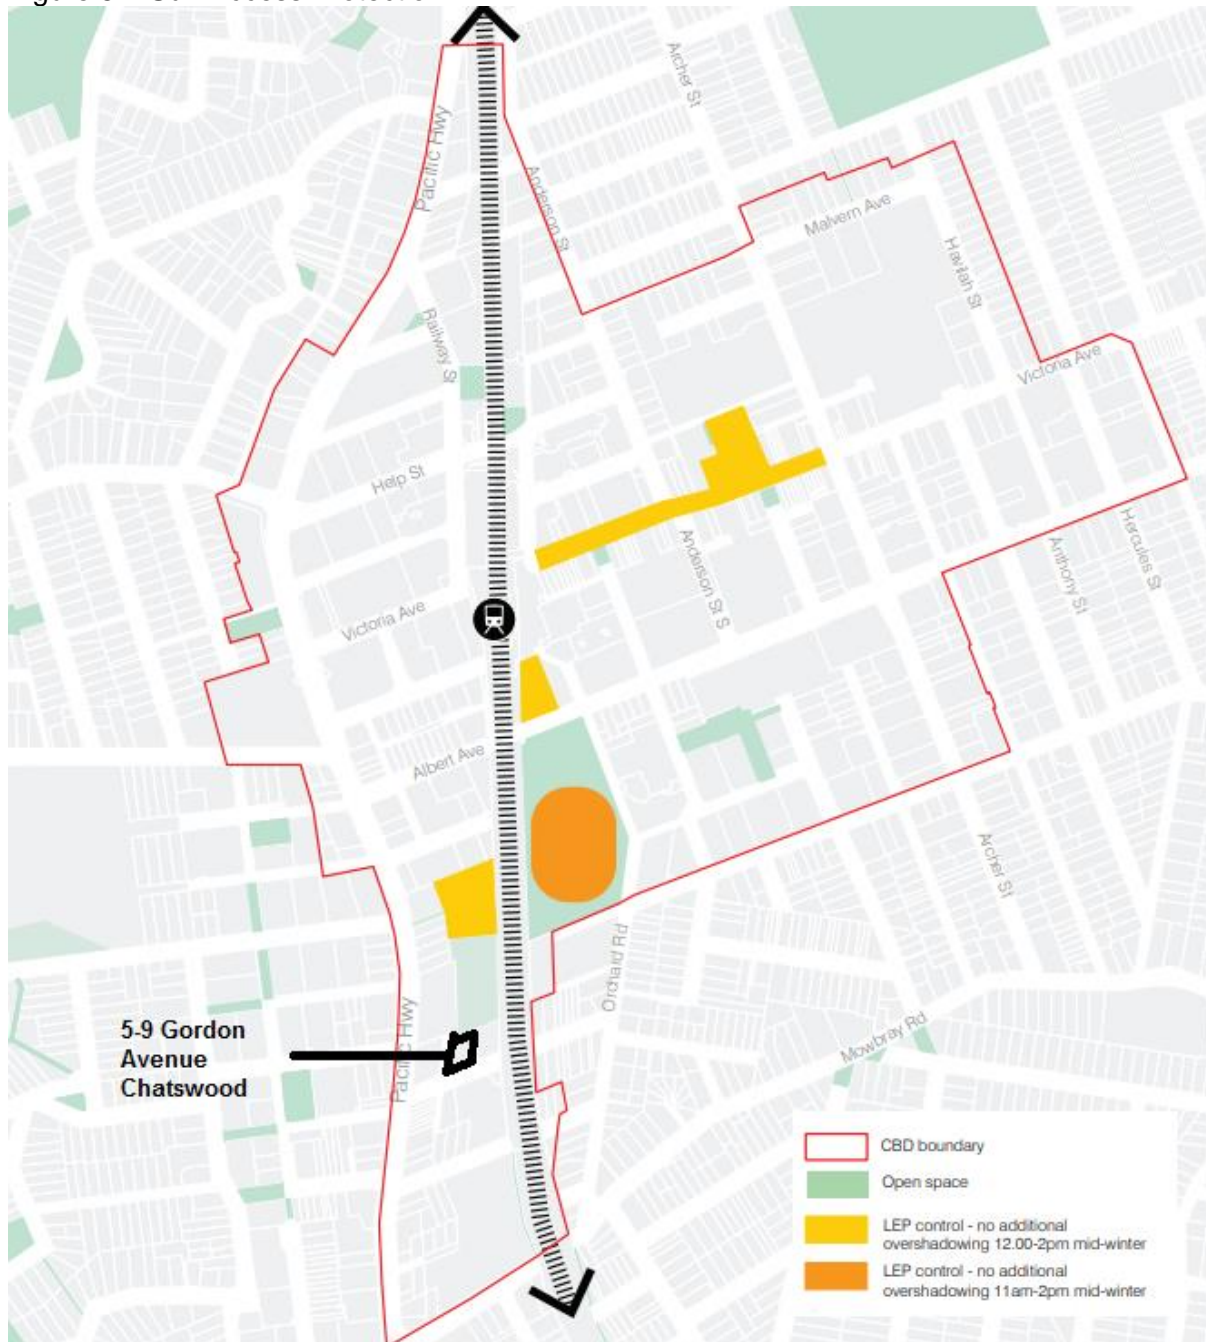 Archer St
Pacific Hwy
Anderson St
Malvern Ave
Havilah St
Railway St
Victoria Ave
Help St
Anderson St S
Hercules St
Anthony St
Victoria Ave
Albert Ave
Archer St
Orchard Rd
Pacific Hwy
Mowbray Rd
5-9 Gordon
Avenue
Chatswood
CBD boundary
Open space
LEP control - no additional
overshadowing 12.00-2pm mid-winter
LEP control - no additional
overshadowing 11am-2pm mid-winter